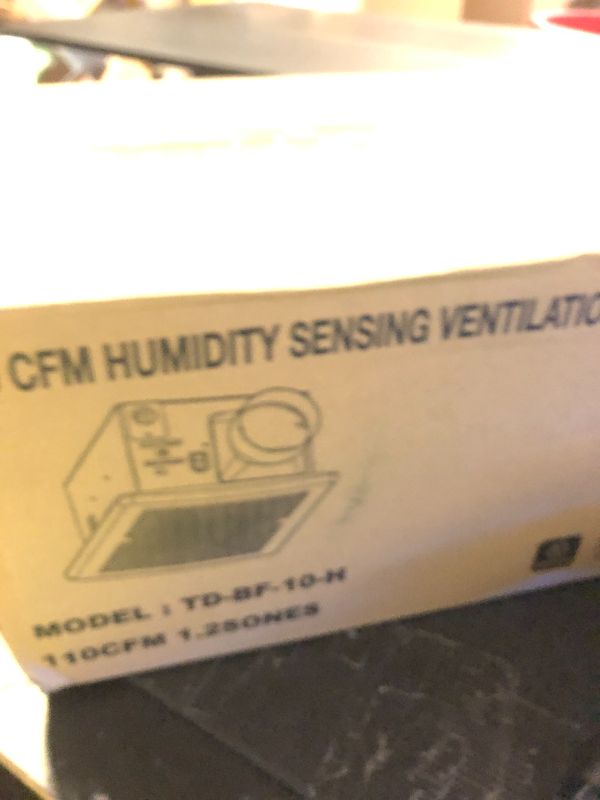 CFM HUMIDITY SENSING VENTILATIO
MODEL : TD-BF-10-H
110CFM 1.2SONES